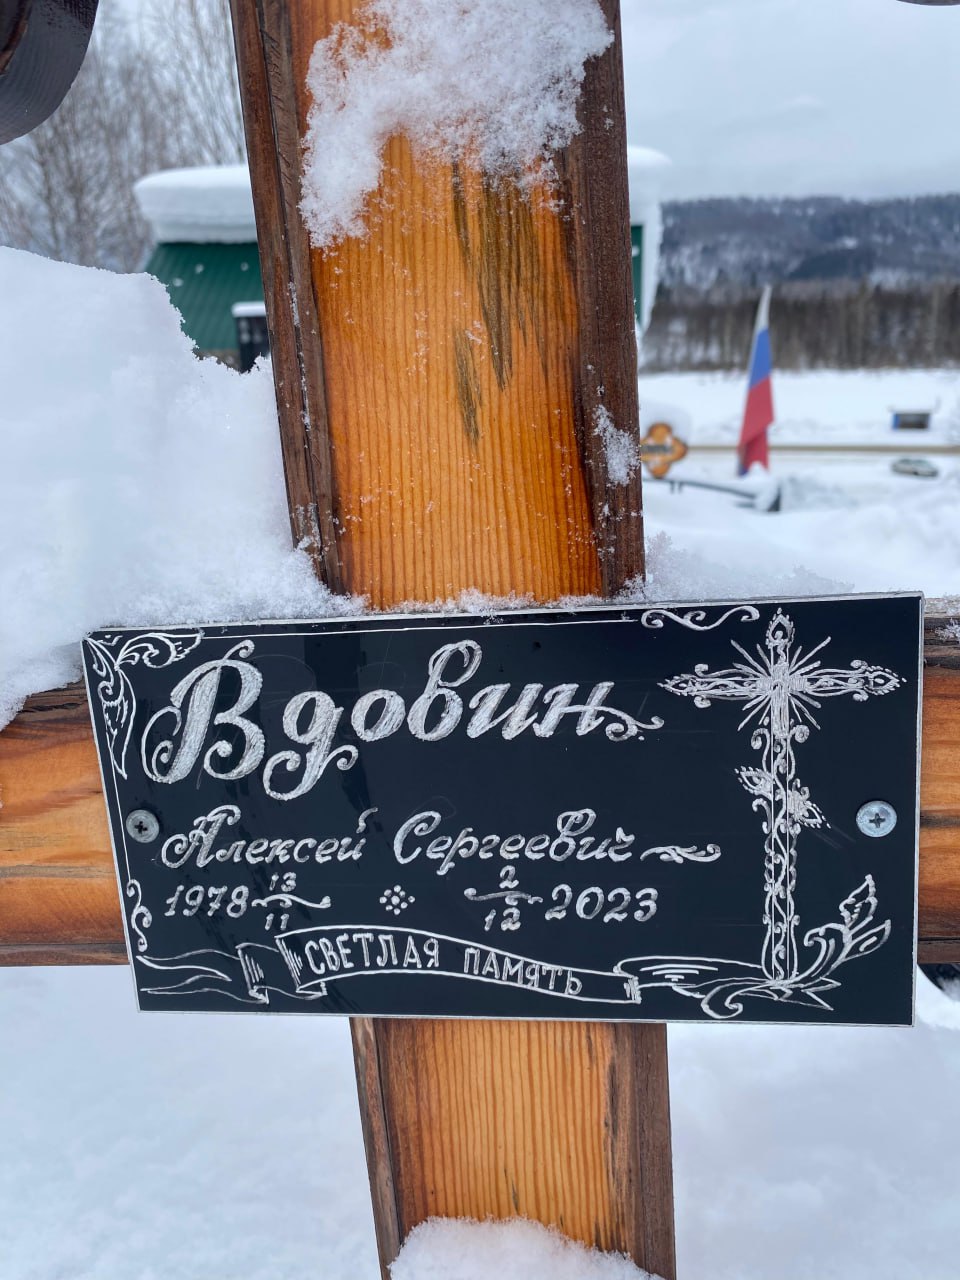 Вдовин
Алексей Сергеевич
1978 13/11 2/12 2023
СВЕТЛАЯ ПАМЯТЬ